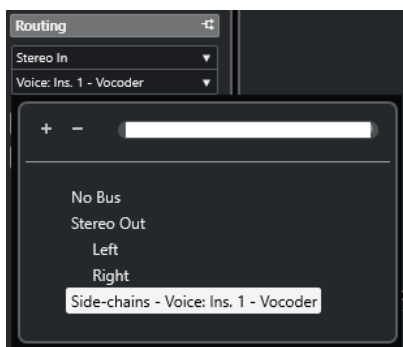 Routing
Stereo In
Voice: Ins. 1 - Vocoder
+ −
No Bus
Stereo Out
Left
Right
Side-chains - Voice: Ins. 1 - Vocoder